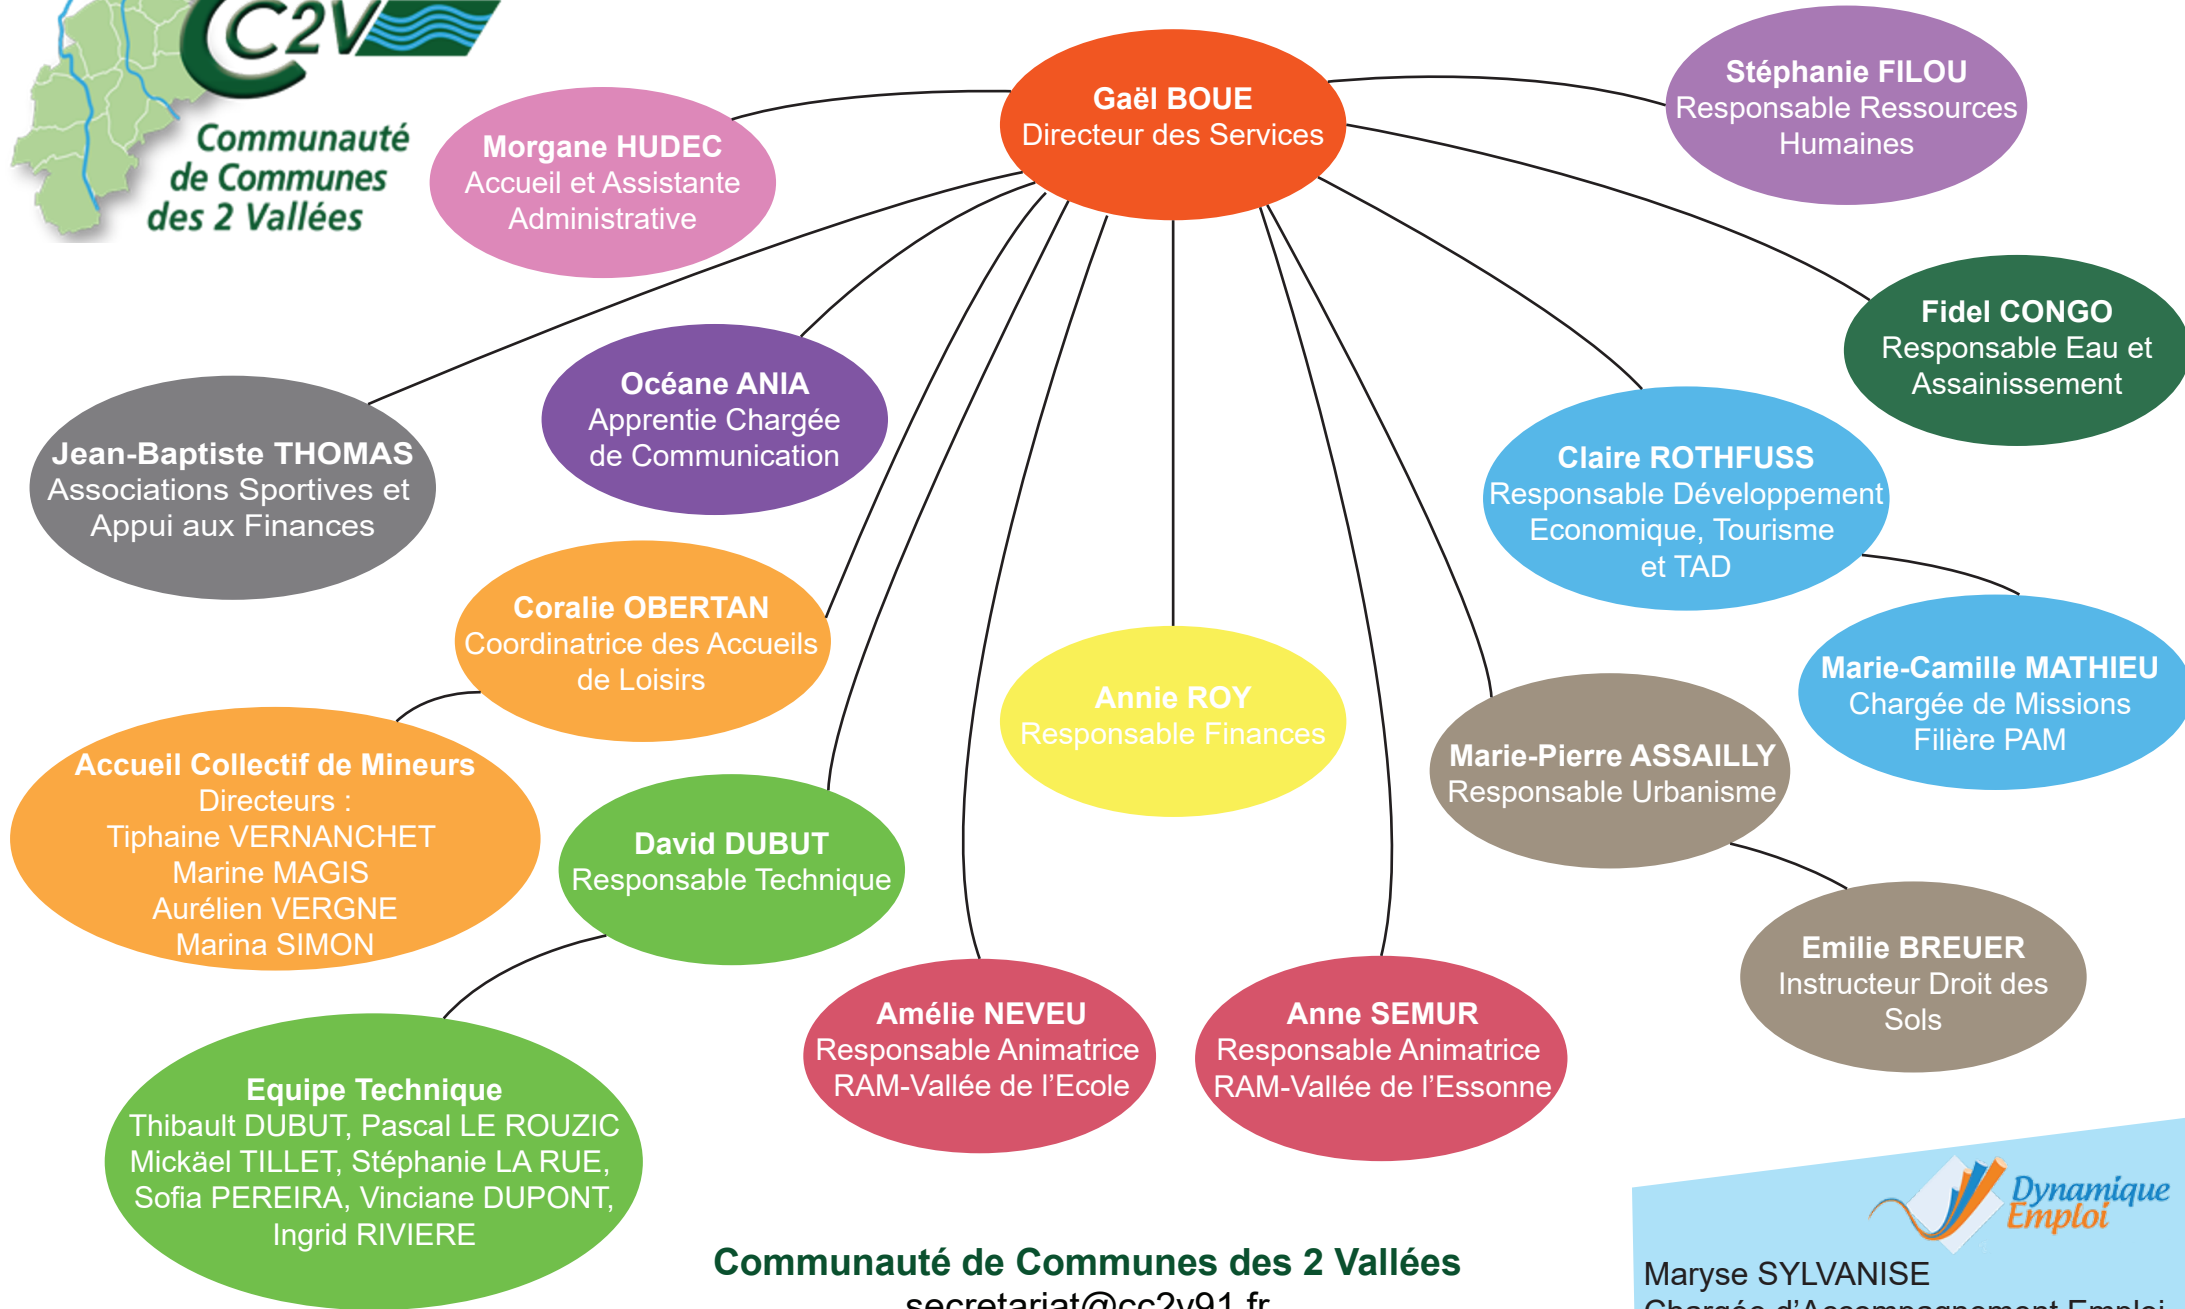 CC2V
Communauté
de Communes
des 2 Vallées
Gaël BOUE
Directeur des Services
Stéphanie FILOU
Responsable Ressources
Humaines
Morgane HUDEC
Accueil et Assistante
Administrative
Fidel CONGO
Responsable Eau et
Assainissement
Océane ANIA
Apprentie Chargée
de Communication
Jean-Baptiste THOMAS
Associations Sportives et
Appui aux Finances
Claire ROTHFUSS
Responsable Développement
Economique, Tourisme
et TAD
Coralie OBERTAN
Coordinatrice des Accueils
de Loisirs
Marie-Camille MATHIEU
Chargée de Missions
Filière PAM
Annie ROY
Responsable Finances
Marie-Pierre ASSAILLY
Responsable Urbanisme
Accueil Collectif de Mineurs
Directeurs :
Tiphaine VERNANCHET
Marine MAGIS
Aurélien VERGNE
Marina SIMON
David DUBUT
Responsable Technique
Emilie BREUER
Instructeur Droit des
Sols
Amélie NEVEU
Responsable Animatrice
RAM-Vallée de l’Ecole
Anne SEMUR
Responsable Animatrice
RAM-Vallée de l’Essonne
Equipe Technique
Thibault DUBUT, Pascal LE ROUZIC
Mickäel TILLET, Stéphanie LA RUE,
Sofia PEREIRA, Vinciane DUPONT,
Ingrid RIVIERE
Dynamique
Emploi
Communauté de Communes des 2 Vallées
secretariat@cc2v91.fr
Maryse SYLVANISE
Chargée d’Accompagnement Emploi